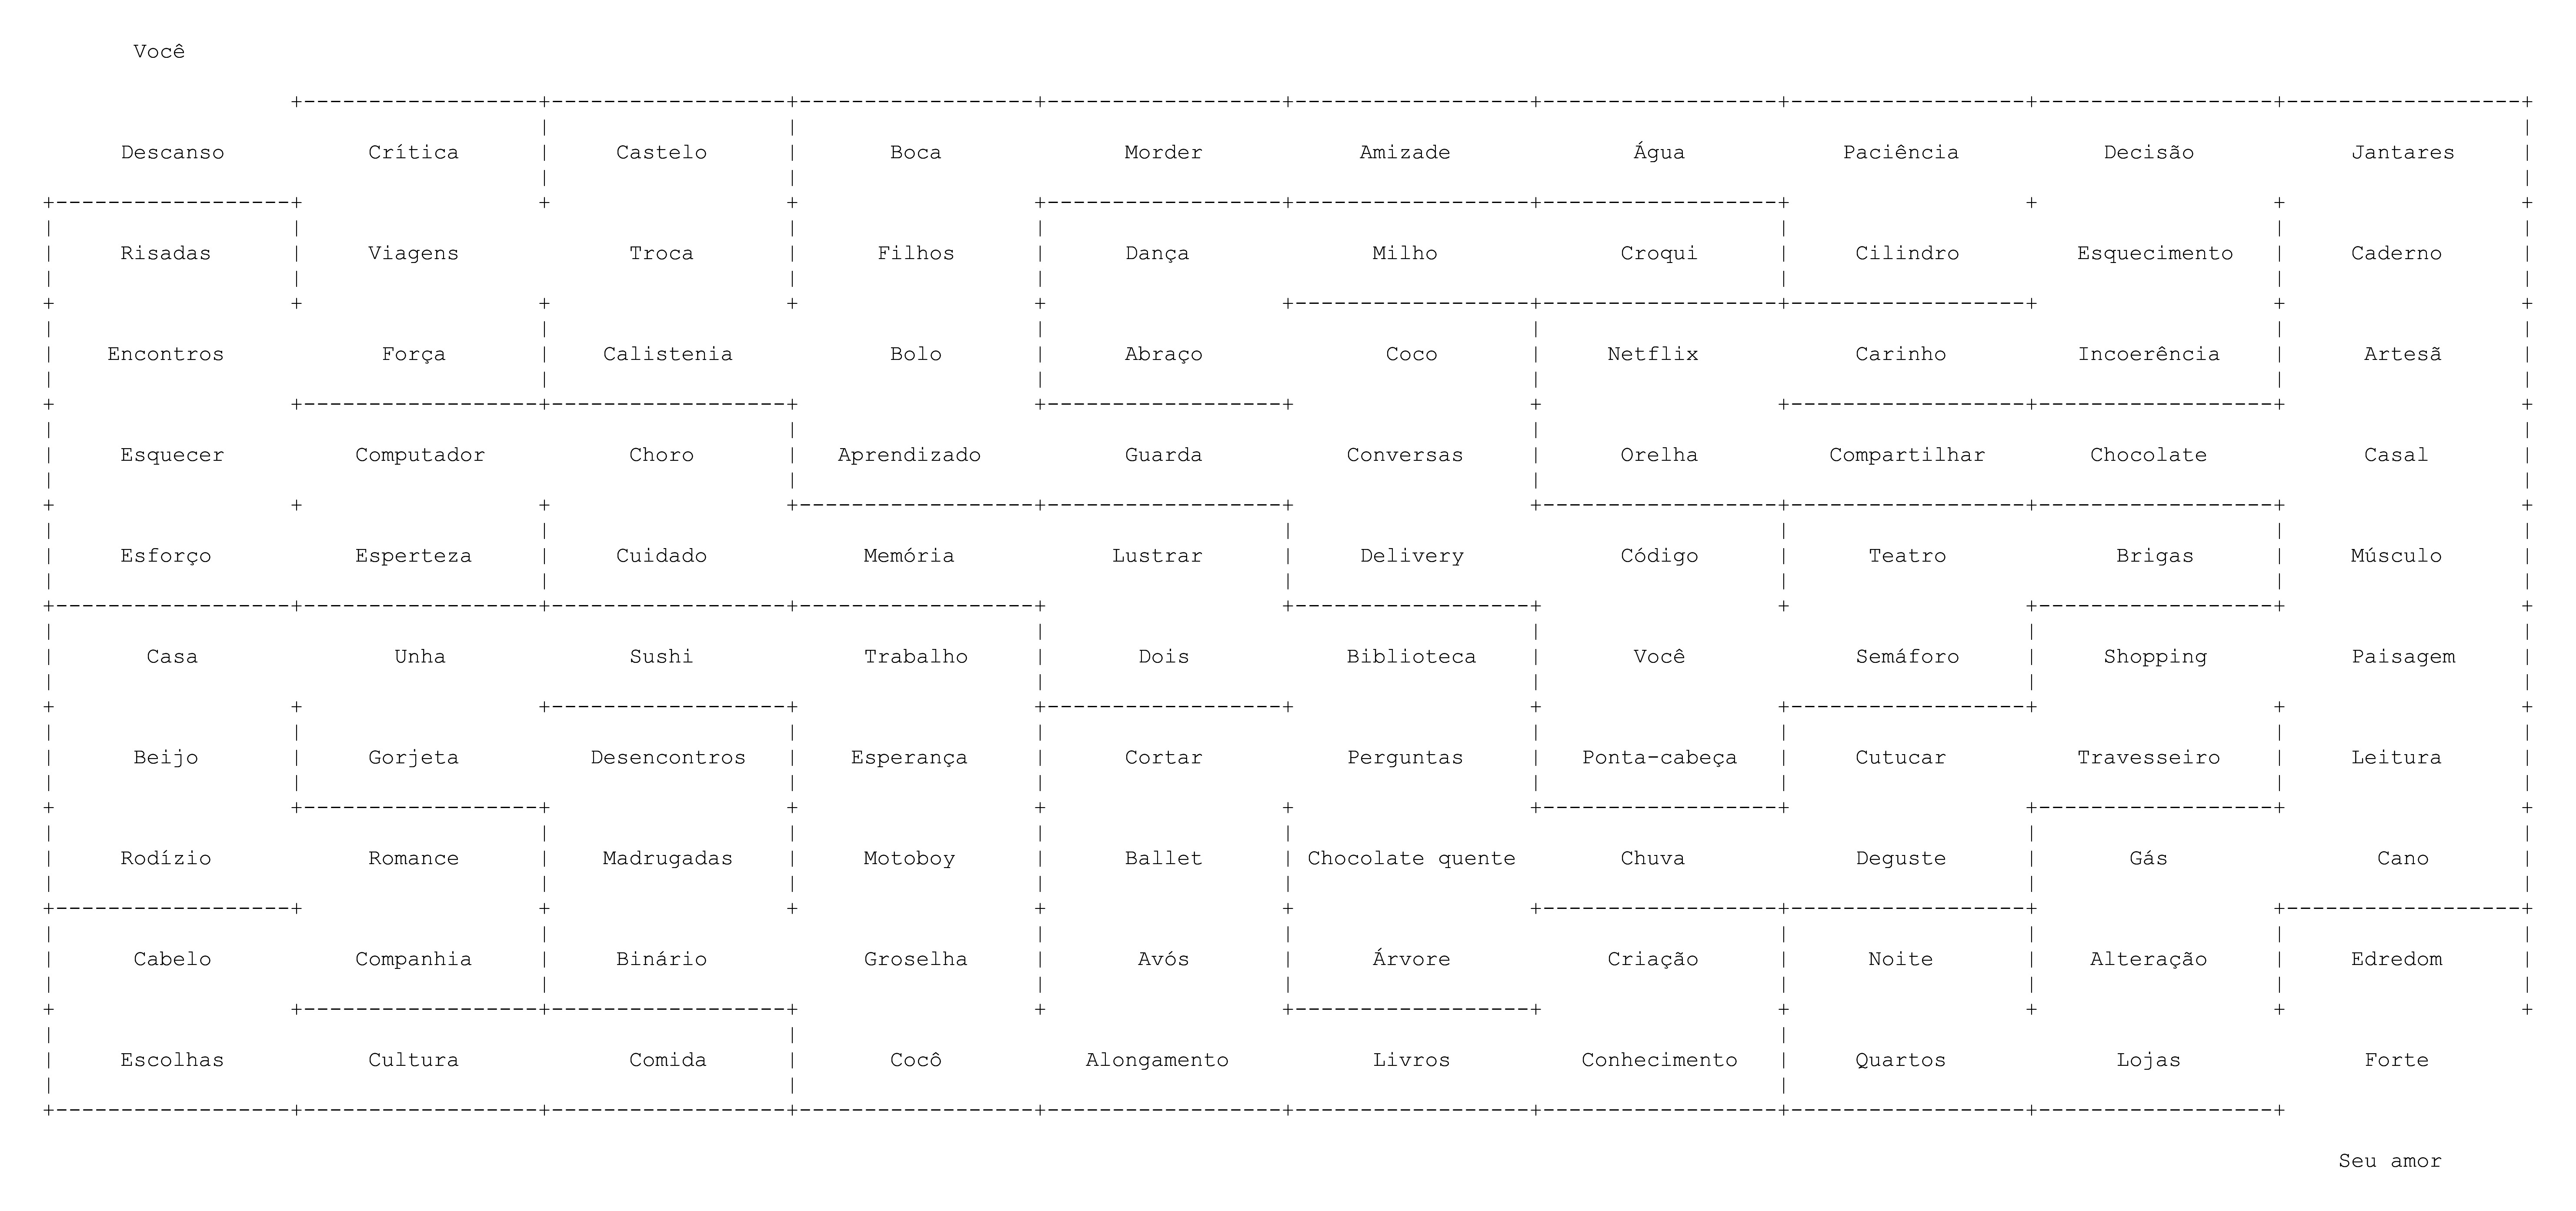 Você
Descanso Crítica Castelo Boca Morder Amizade Água Paciência Decisão Jantares
Risadas Viagens Troca Filhos Dança Milho Croqui Cilindro Esquecimento Caderno
Encontros Força Calistenia Bolo Abraço Coco Netflix Carinho Incoerência Artesã
Esquecer Computador Choro Aprendizado Guarda Conversas Orelha Compartilhar Chocolate Casal
Esforço Esperteza Cuidado Memória Lustrar Delivery Código Teatro Brigas Músculo
Casa Unha Sushi Trabalho Dois Biblioteca Você Semáforo Shopping Paisagem
Beijo Gorjeta Desencontros Esperança Cortar Perguntas Ponta-cabeça Cutucar Travesseiro Leitura
Rodízio Romance Madrugadas Motoboy Ballet Chocolate quente Chuva Deguste Gás Cano
Cabelo Companhia Binário Groselha Avós Árvore Criação Noite Alteração Edredom
Escolhas Cultura Comida Cocô Alongamento Livros Conhecimento Quartos Lojas Forte
Seu amor